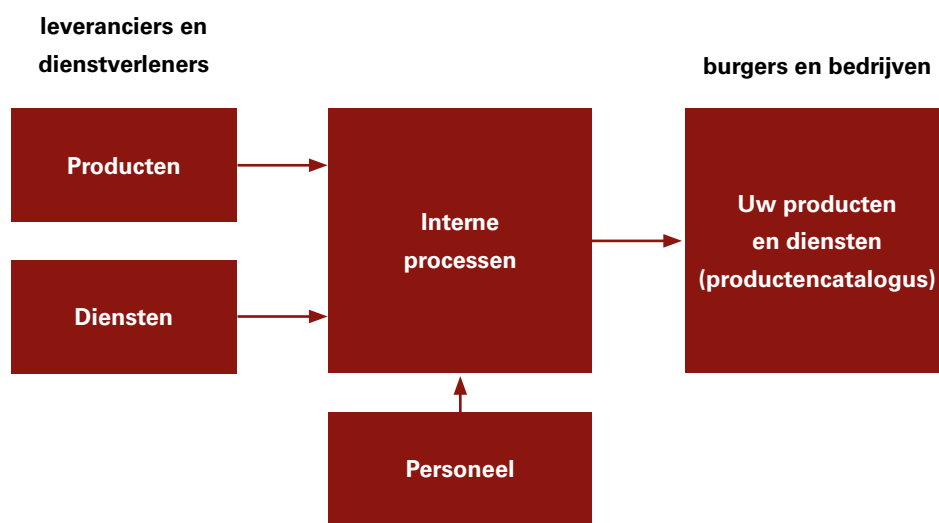 leveranciers en
dienstverleners
burgers en bedrijven
Producten
Diensten
Interne
processen
Uw producten
en diensten
(productencatalogus)
Personeel